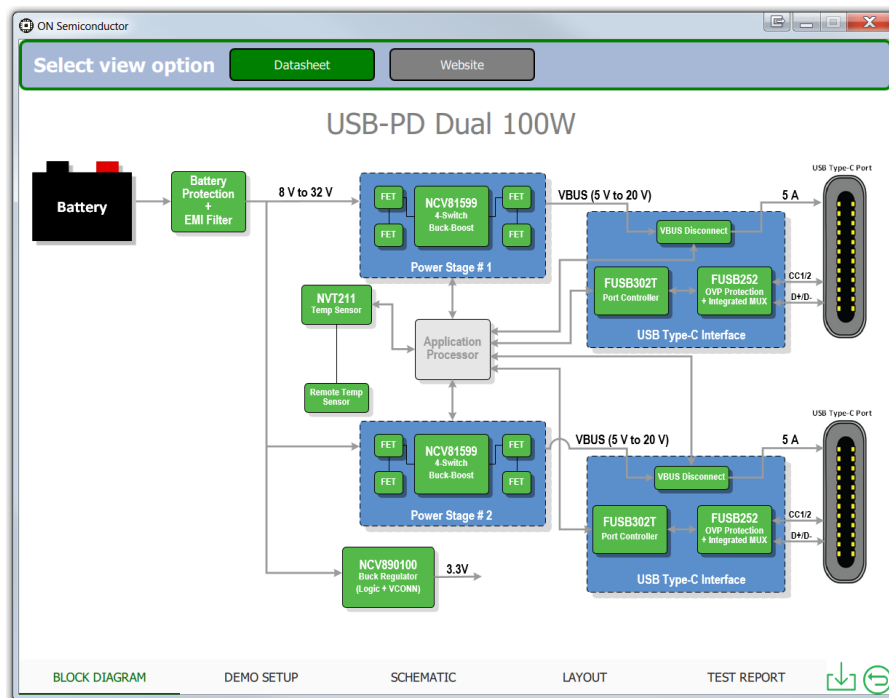 ON Semiconductor
Select view option
Datasheet
Website
USB-PD Dual 100W
Battery
Battery
Protection
+
EMI Filter
8 V to 32 V
FET
FET
NCV81599
4-Switch
Buck-Boost
FET
FET
Power Stage # 1
VBUS (5 V to 20 V)
5 A
USB Type-C Port
VBUS Disconnect
FUSB302T
Port Controller
FUSB252
OVP Protection
+ Integrated MUX
USB Type-C Interface
CC1/2
D+/D-
NVT211
Temp Sensor
Remote Temp
Sensor
Application
Processor
FET
FET
NCV81599
4-Switch
Buck-Boost
FET
FET
Power Stage # 2
VBUS (5 V to 20 V)
5 A
USB Type-C Port
VBUS Disconnect
FUSB302T
Port Controller
FUSB252
OVP Protection
+ Integrated MUX
USB Type-C Interface
CC1/2
D+/D-
NCV890100
Buck Regulator
(Logic + VCONN)
3.3V
BLOCK DIAGRAM
DEMO SETUP
SCHEMATIC
LAYOUT
TEST REPORT